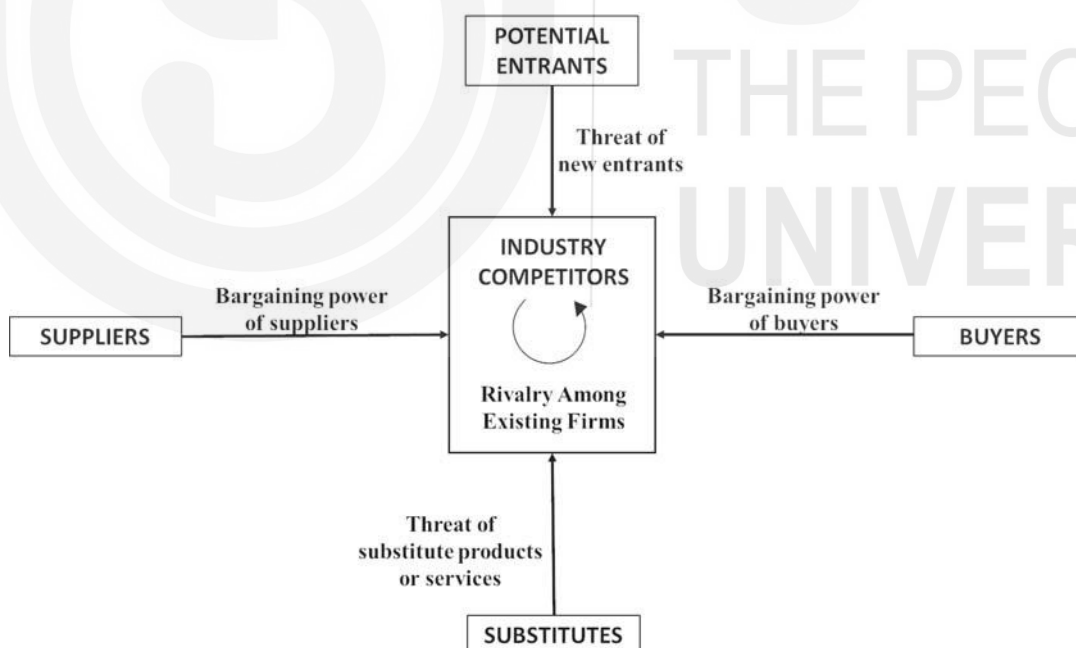 POTENTIAL
ENTRANTS
THE PEO
UNIVER
Threat of
new entrants
INDUSTRY
COMPETITORS
Bargaining power
of suppliers
Bargaining power
of buyers
SUPPLIERS
BUYERS
Rivalry Among
Existing Firms
Threat of
substitute products
or services
SUBSTITUTES